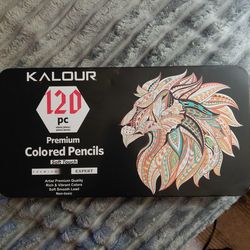 KALOUR
120
pc
Premium
Colored Pencils
Soft Touch
PREMIUM EXPERT
Artist Premium Quality
Rich & Vibrant Colors
Soft Smooth Lead
Non-toxic